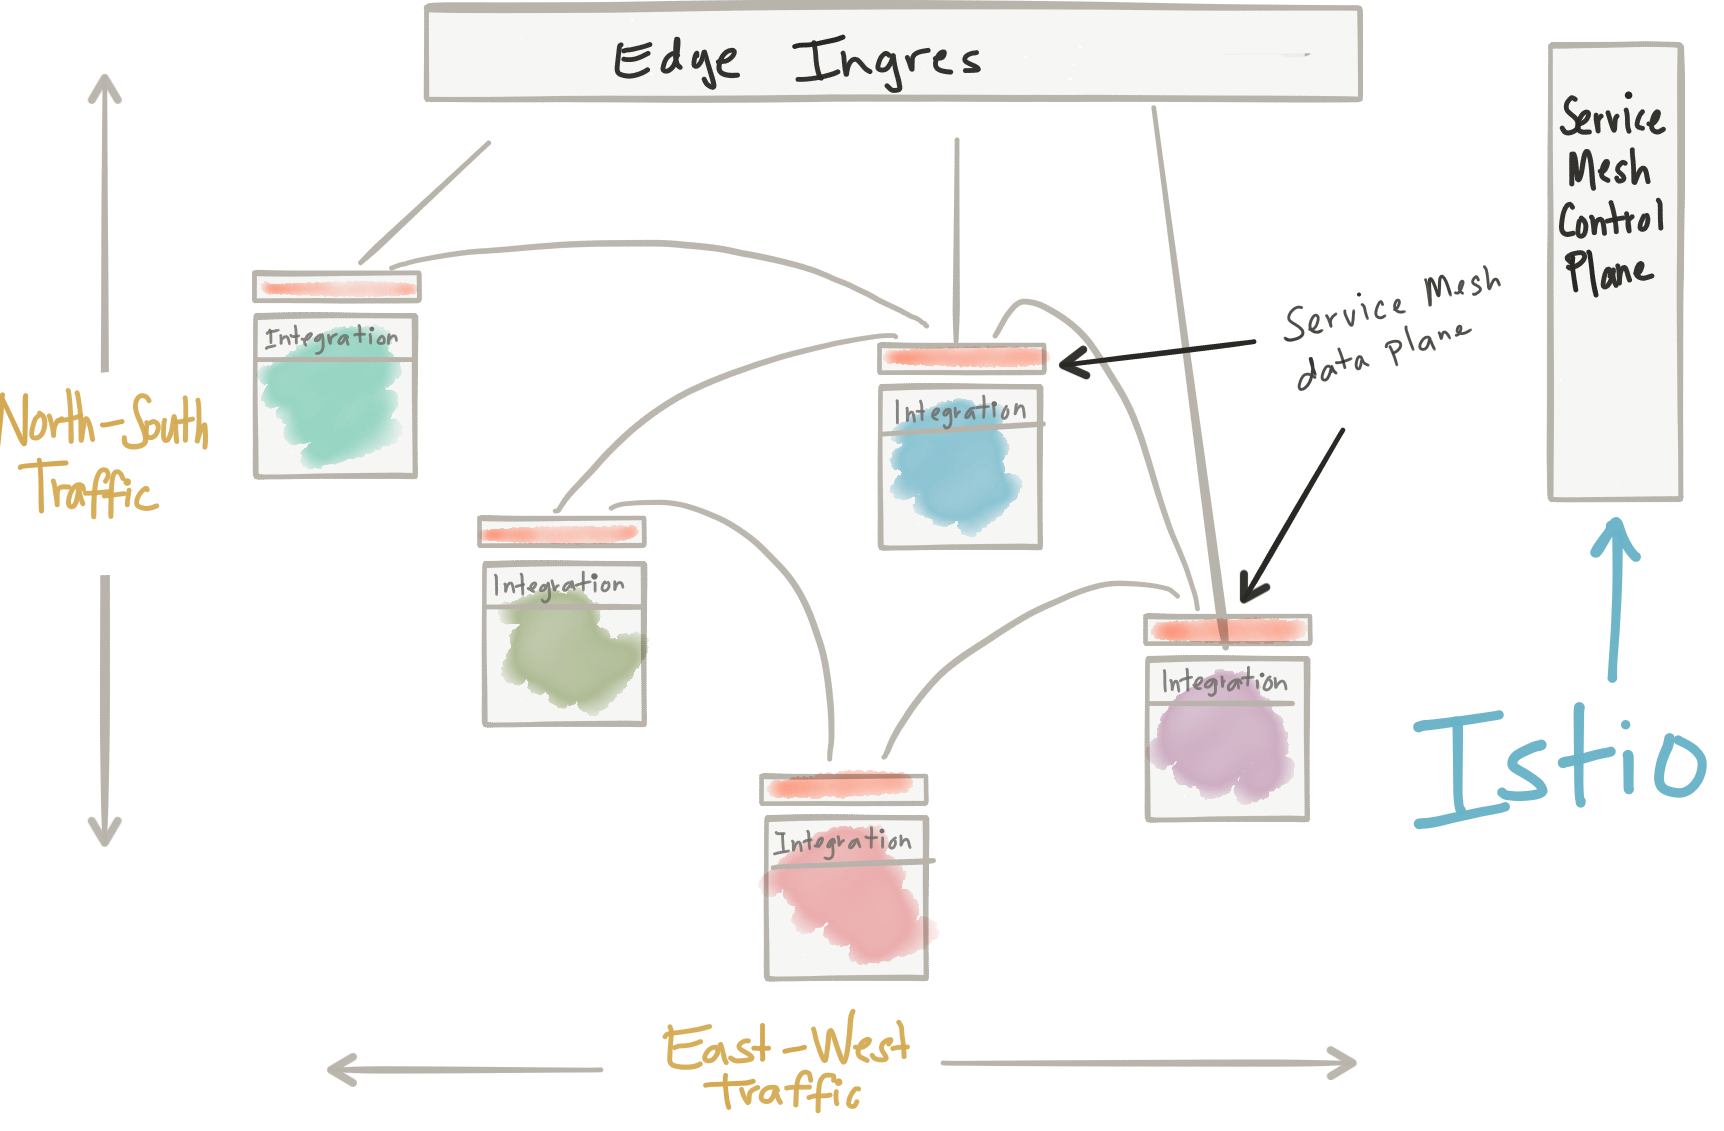 Edge Ingres
Service
Mesh
Control
Plane
Service Mesh
data plane
Integration
Integration
Integration
Integration
Integration
North-South
Traffic
Istio
East-West
Traffic